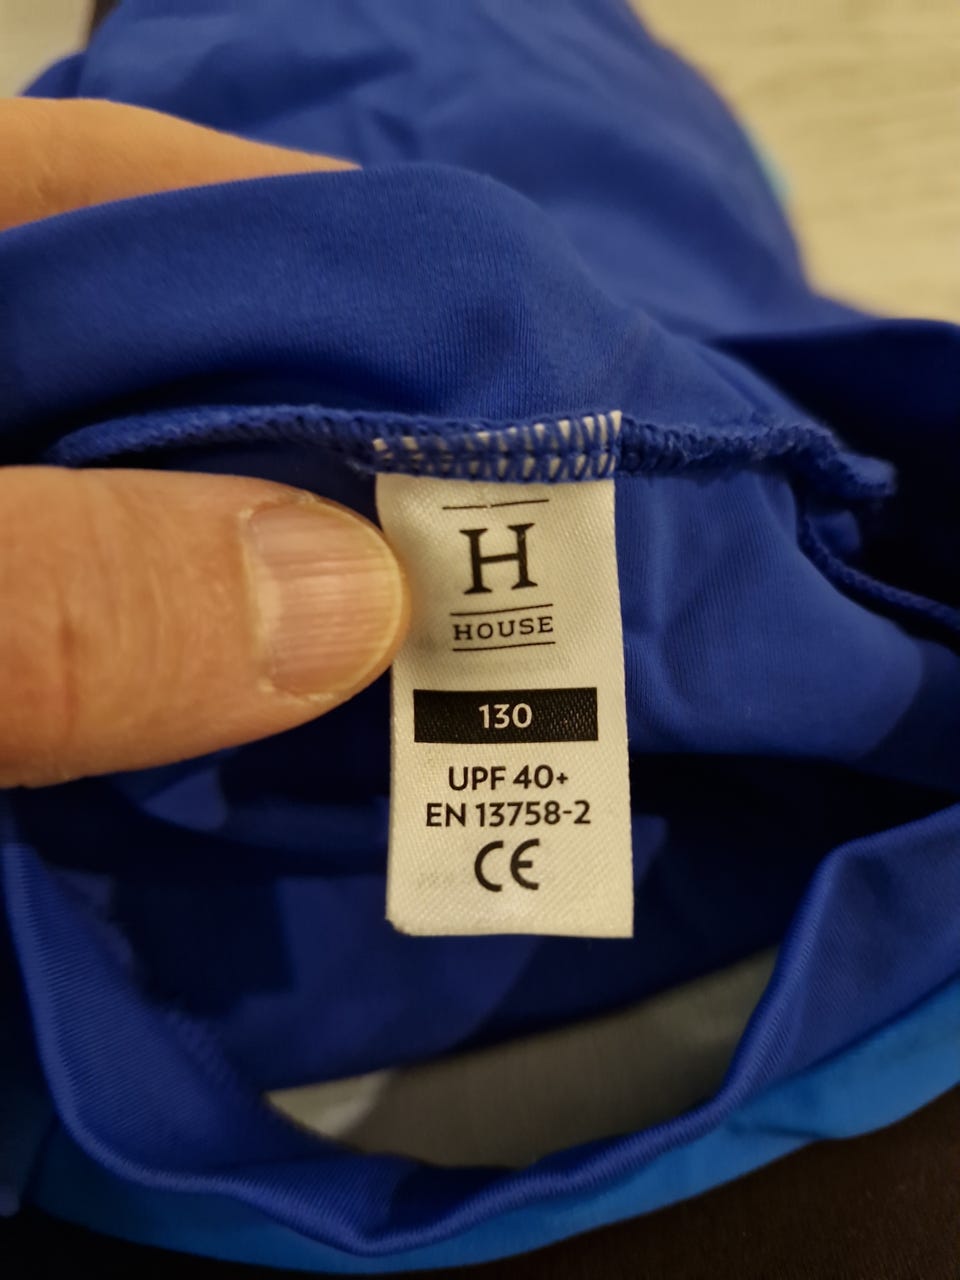 H
HOUSE
130
UPF 40+
EN 13758-2
CE